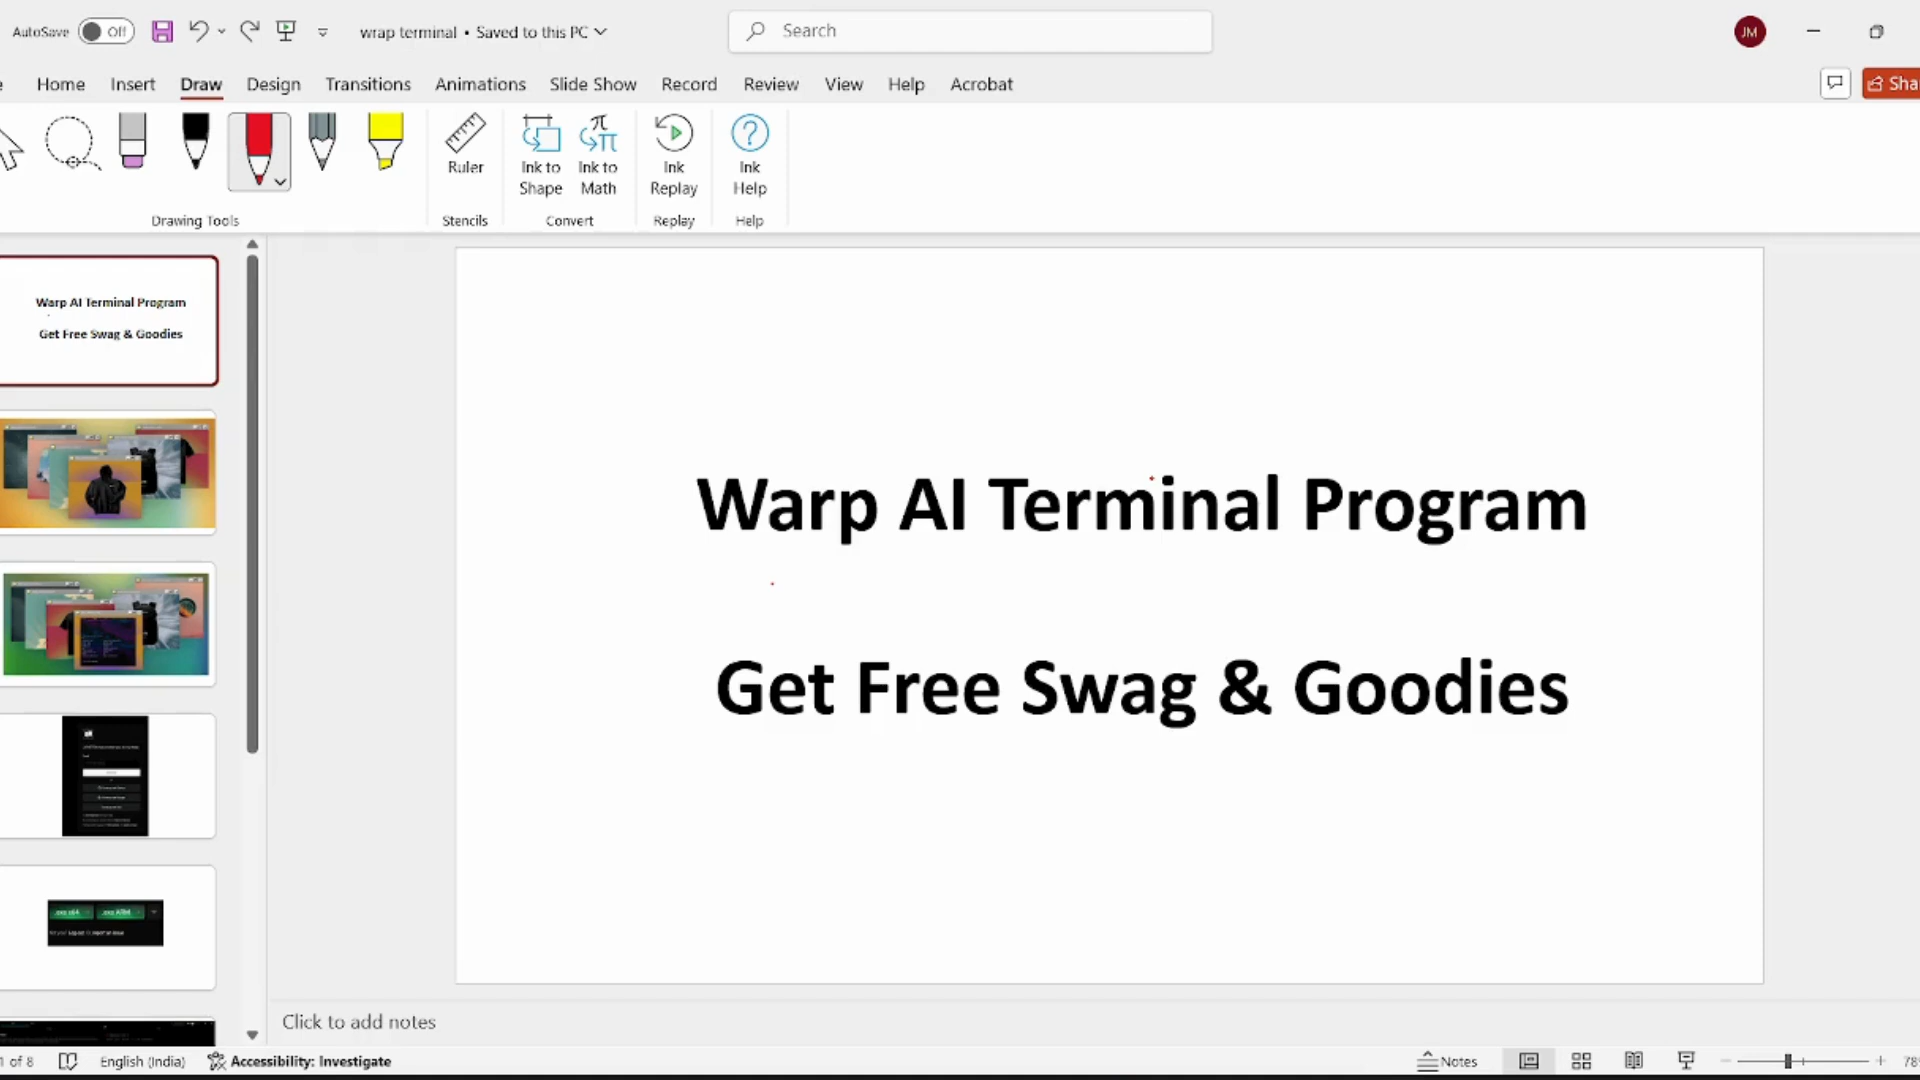 AutoSave Off wrap terminal • Saved to this PC Search JM
Home Insert Draw Design Transitions Animations Slide Show Record Review View Help Acrobat Sha
Ruler
Ink to Shape
Ink to Math
Ink Replay
Ink Help
Drawing Tools Stencils Convert Replay Help
Warp AI Terminal Program
Get Free Swag & Goodies
Warp AI Terminal Program
Get Free Swag & Goodies
Click to add notes
1 of 8 English (India) Accessibility: Investigate Notes 78